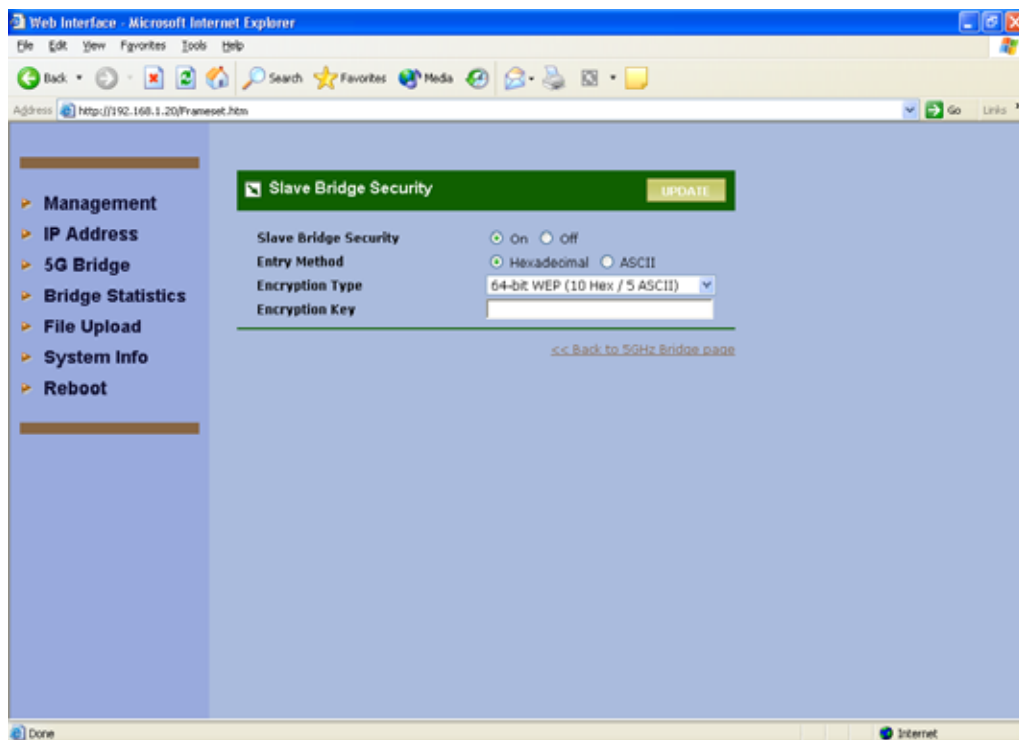 Web Interface - Microsoft Internet Explorer
File Edit View Favorites Tools Help
Back Search Favorites Media
Address http://192.168.1.20/Frameset.htm Go Links
Management
IP Address
5G Bridge
Bridge Statistics
File Upload
System Info
Reboot
Slave Bridge Security UPDATE
Slave Bridge Security On Off
Entry Method Hexadecimal ASCII
Encryption Type 64-bit WEP (10 Hex / 5 ASCII)
Encryption Key
<< Back to 5GHz Bridge page
Done Internet